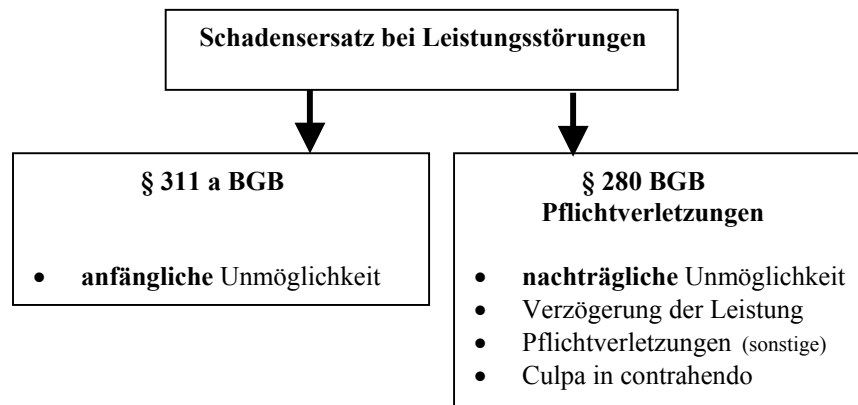 Schadensersatz bei Leistungsstörungen
§ 311 a BGB
• anfängliche Unmöglichkeit
§ 280 BGB
Pflichtverletzungen
• nachträgliche Unmöglichkeit
• Verzögerung der Leistung
• Pflichtverletzungen (sonstige)
• Culpa in contrahendo